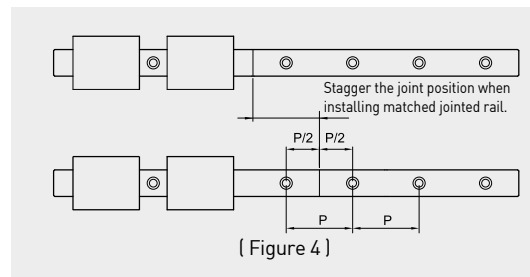 Stagger the joint position when
installing matched jointed rail.
P/2 P/2
P P
( Figure 4 )